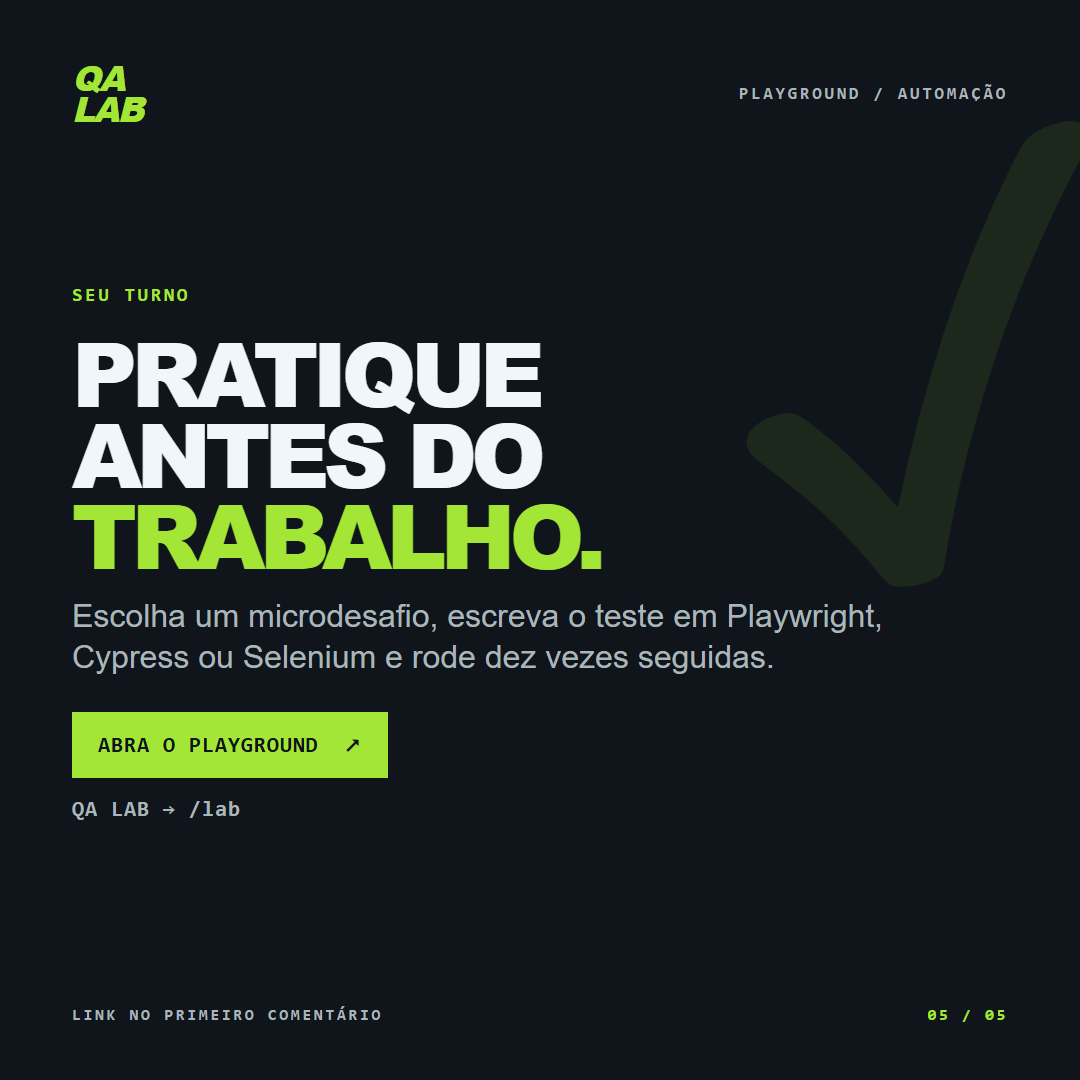 QA
LAB
PLAYGROUND / AUTOMAÇÃO
SEU TURNO
PRATIQUE
ANTES DO
TRABALHO.
Escolha um microdesafio, escreva o teste em Playwright,
Cypress ou Selenium e rode dez vezes seguidas.
ABRA O PLAYGROUND ↗
QA LAB → /lab
LINK NO PRIMEIRO COMENTÁRIO
05 / 05